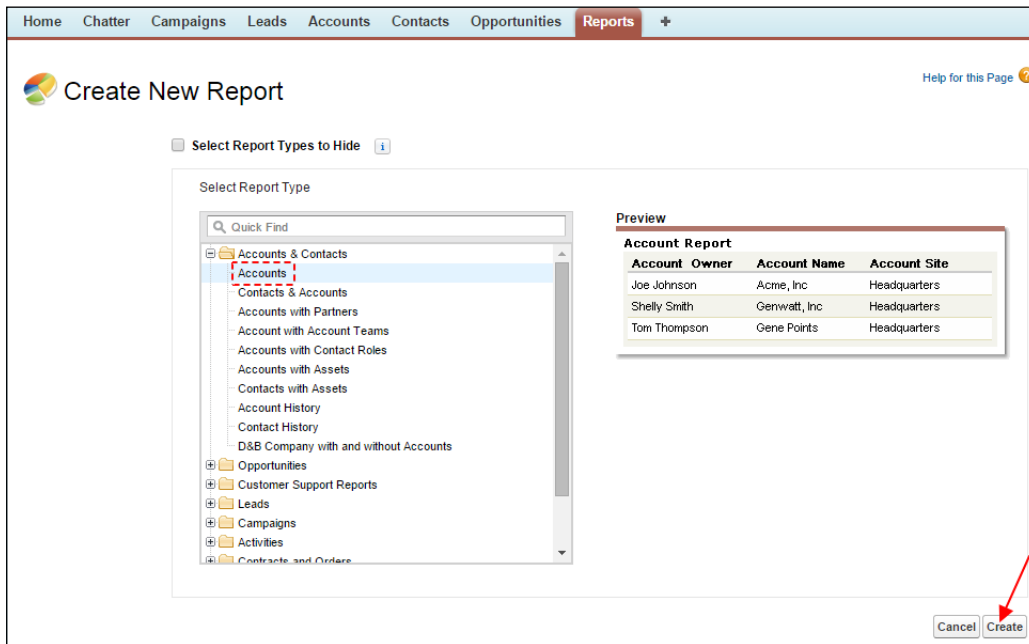 Home Chatter Campaigns Leads Accounts Contacts Opportunities Reports +
Help for this Page ?
Create New Report
Select Report Types to Hide i
Select Report Type
Quick Find
Accounts & Contacts
Accounts
Contacts & Accounts
Accounts with Partners
Account with Account Teams
Accounts with Contact Roles
Accounts with Assets
Contacts with Assets
Account History
Contact History
D&B Company with and without Accounts
Opportunities
Customer Support Reports
Leads
Campaigns
Activities
Contracts and Orders
Preview
Account Report
Account Owner Account Name Account Site
Joe Johnson Acme, Inc Headquarters
Shelly Smith Genwatt, Inc Headquarters
Tom Thompson Gene Points Headquarters
Cancel Create